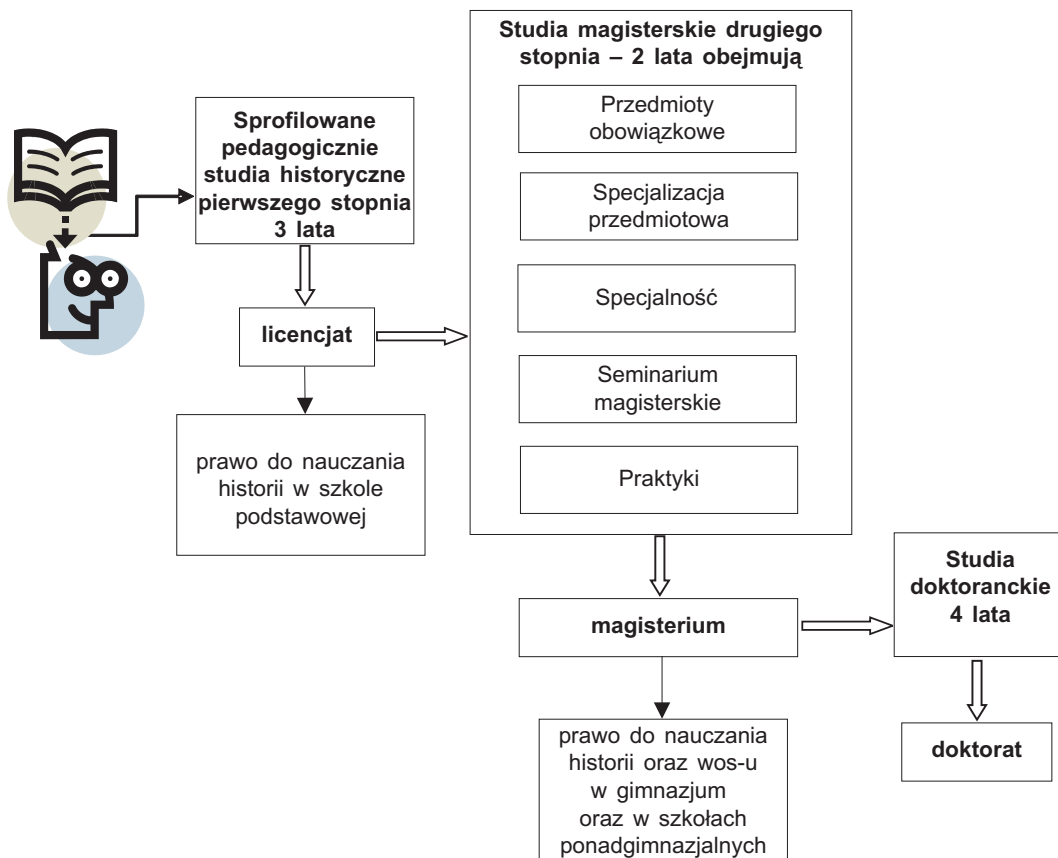 Sprofilowane
pedagogicznie
studia historyczne
pierwszego stopnia
3 lata
licencjat
prawo do nauczania
historii w szkole
podstawowej
Studia magisterskie drugiego
stopnia – 2 lata obejmują
Przedmioty
obowiązkowe
Specjalizacja
przedmiotowa
Specjalność
Seminarium
magisterskie
Praktyki
magisterium
prawo do nauczania
historii oraz wos-u
w gimnazjum
oraz w szkołach
ponadgimnazjalnych
Studia
doktoranckie
4 lata
doktorat